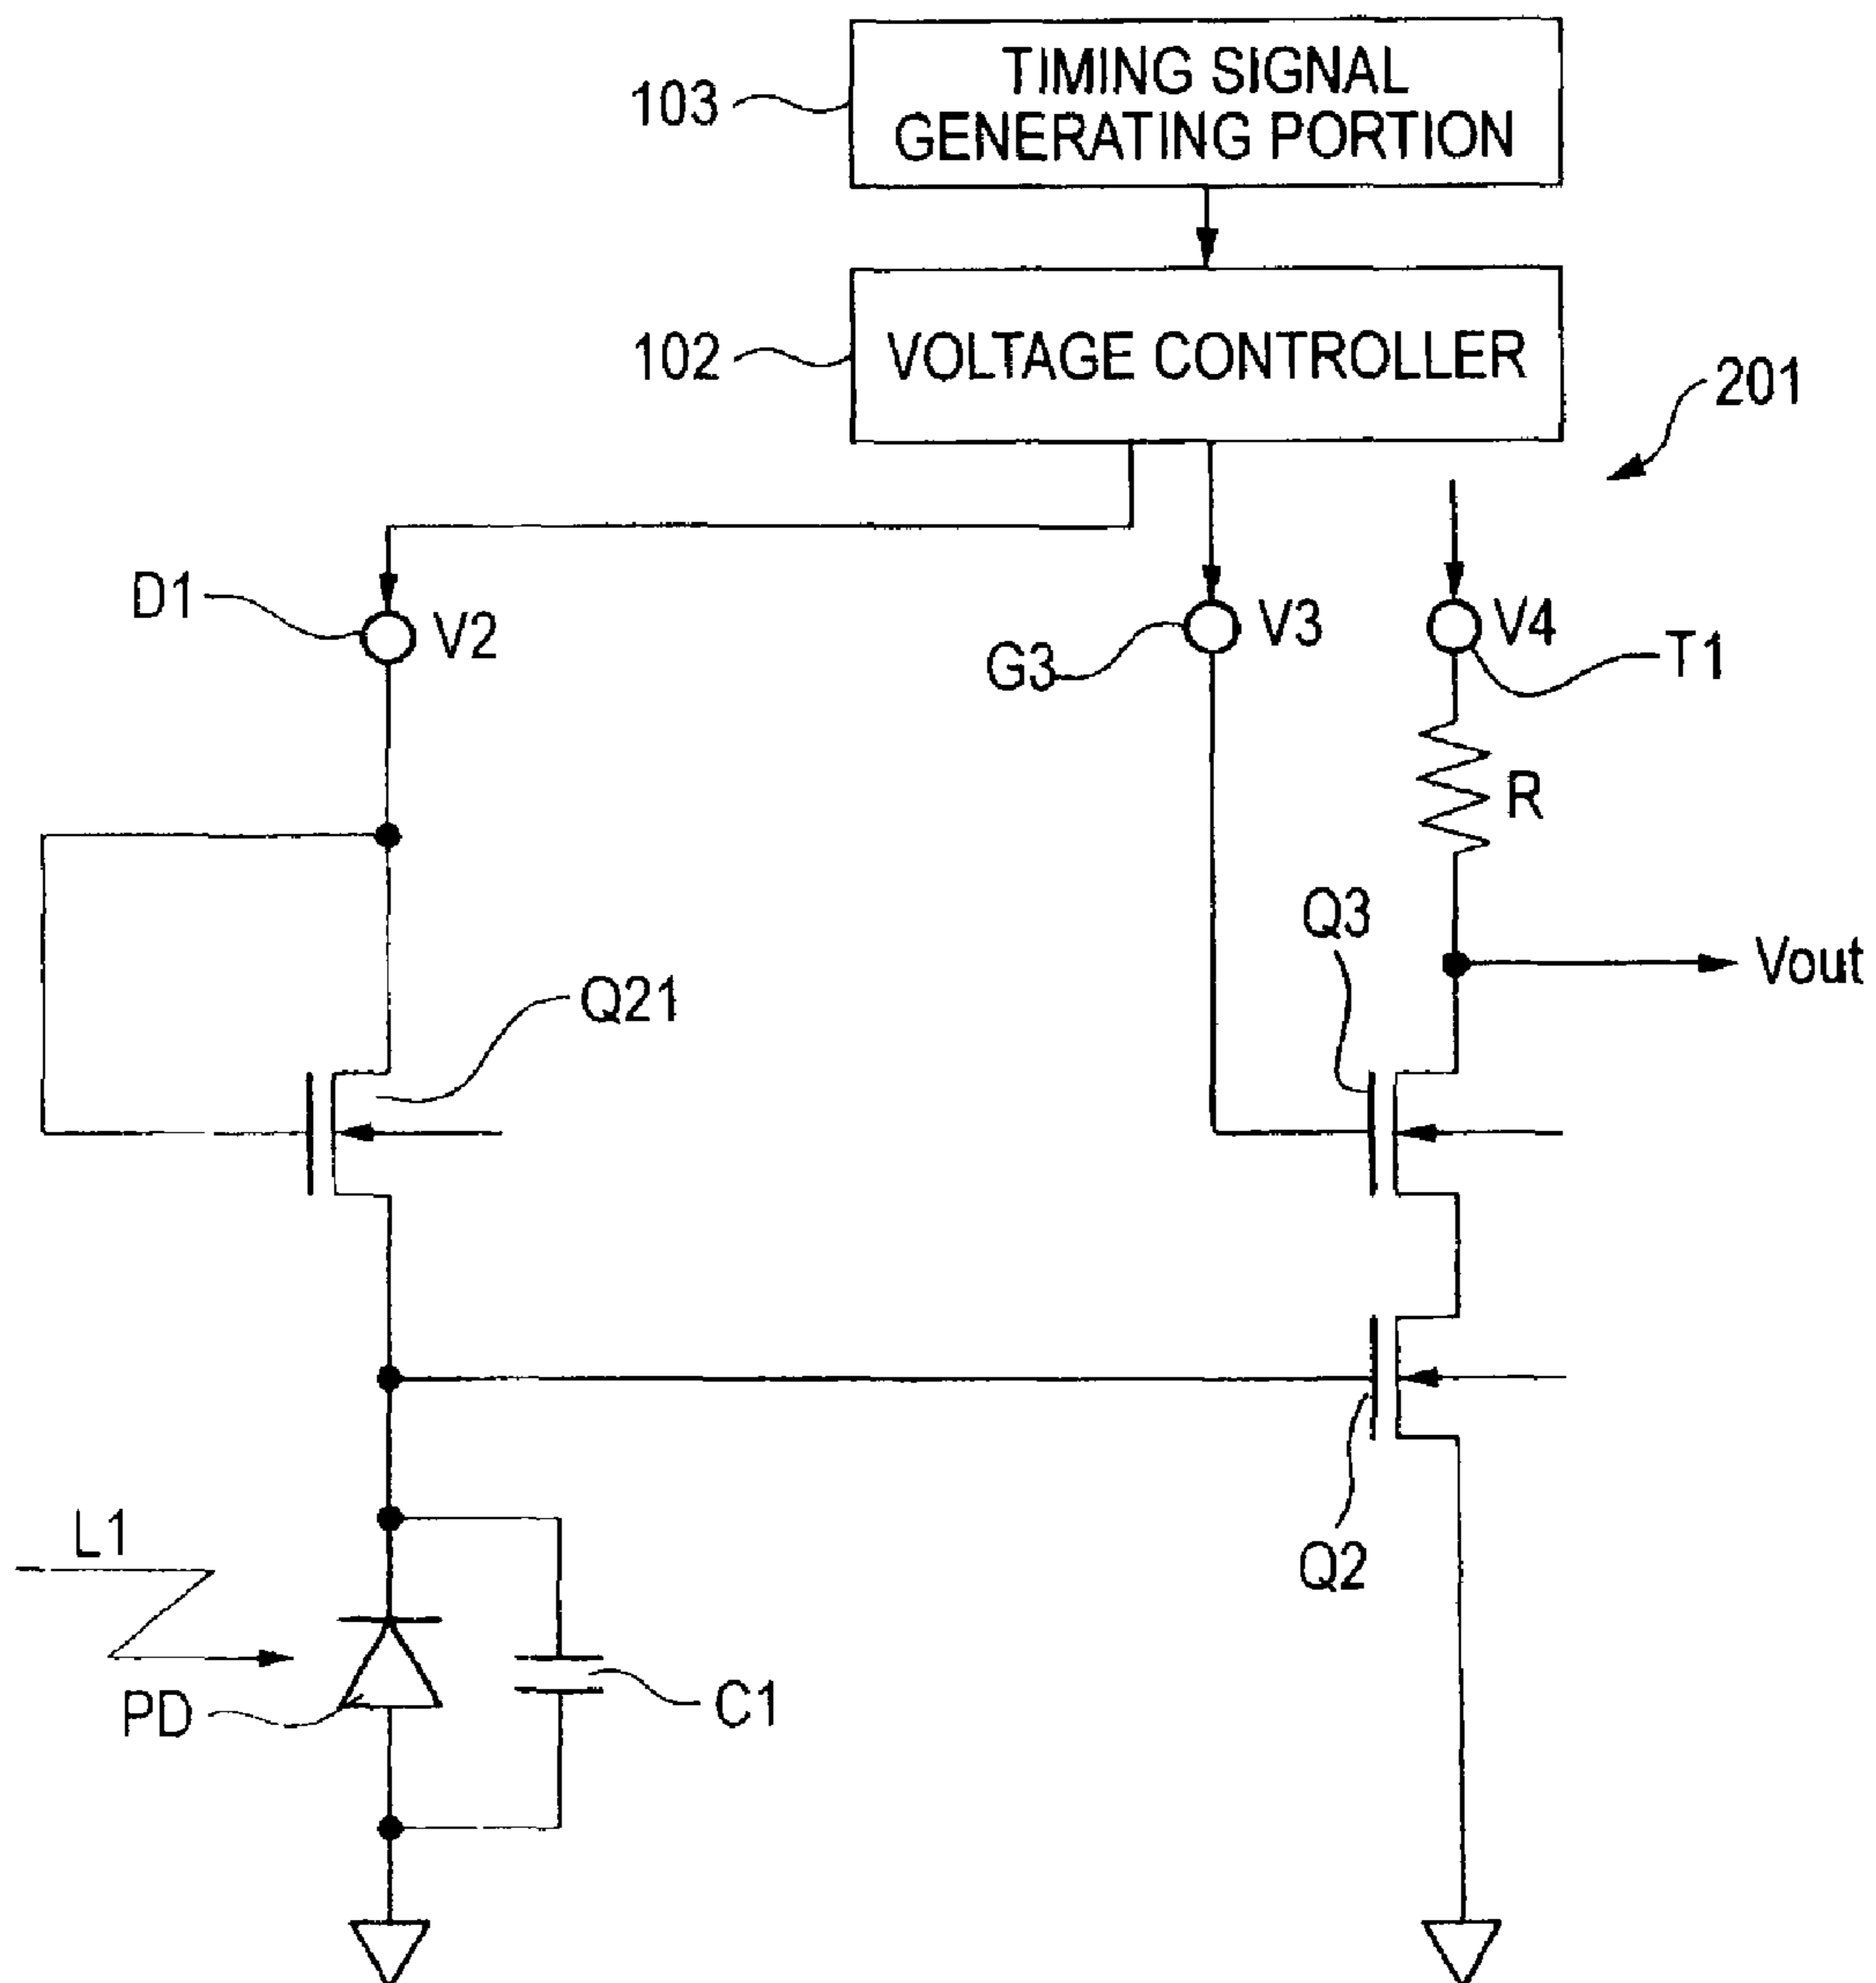 TIMING SIGNAL
GENERATING PORTION
103
VOLTAGE CONTROLLER
102
201
D1
V2
G3
V3
V4
T1
R
Q3
Vout
Q21
L1
Q2
PD
C1